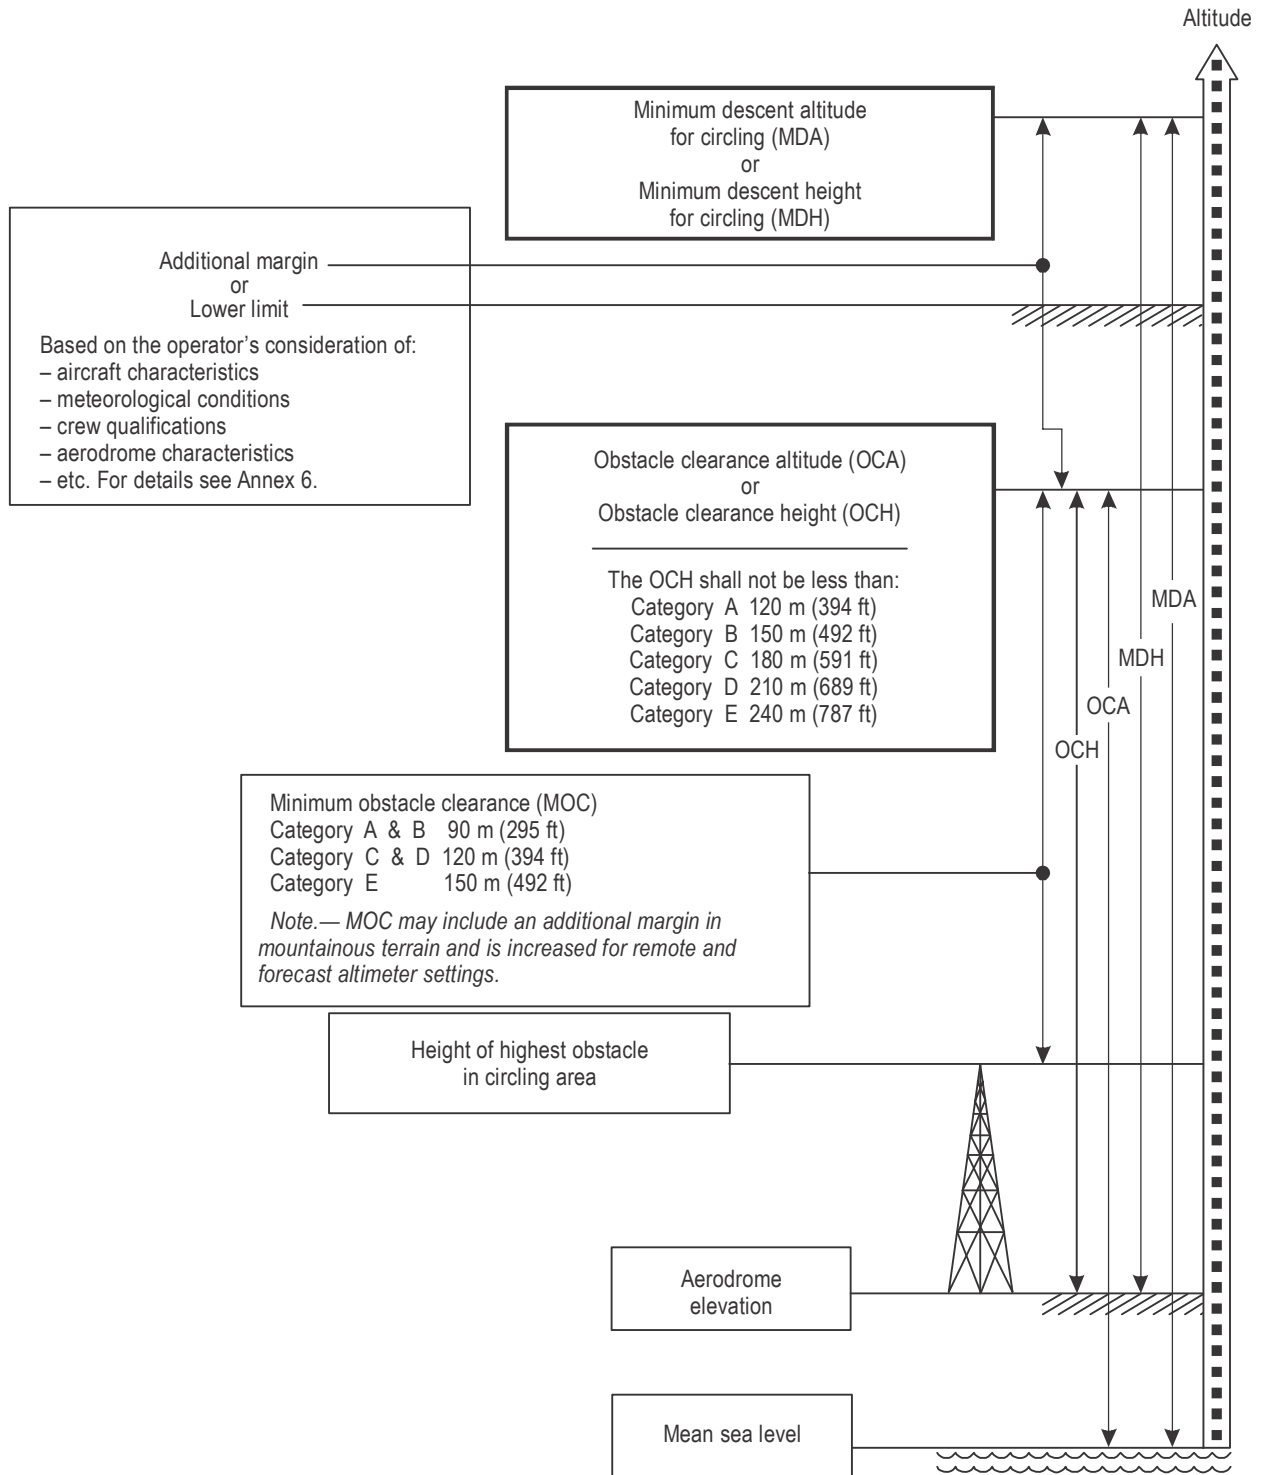 Altitude
Minimum descent altitude
for circling (MDA)
or
Minimum descent height
for circling (MDH)
Additional margin
or
Lower limit
Based on the operator’s consideration of:
– aircraft characteristics
– meteorological conditions
– crew qualifications
– aerodrome characteristics
– etc. For details see Annex 6.
Obstacle clearance altitude (OCA)
or
Obstacle clearance height (OCH)
The OCH shall not be less than:
Category A 120 m (394 ft)
Category B 150 m (492 ft)
Category C 180 m (591 ft)
Category D 210 m (689 ft)
Category E 240 m (787 ft)
MDA
MDH
OCA
OCH
Minimum obstacle clearance (MOC)
Category A & B 90 m (295 ft)
Category C & D 120 m (394 ft)
Category E 150 m (492 ft)
Note.— MOC may include an additional margin in
mountainous terrain and is increased for remote and
forecast altimeter settings.
Height of highest obstacle
in circling area
Aerodrome
elevation
Mean sea level